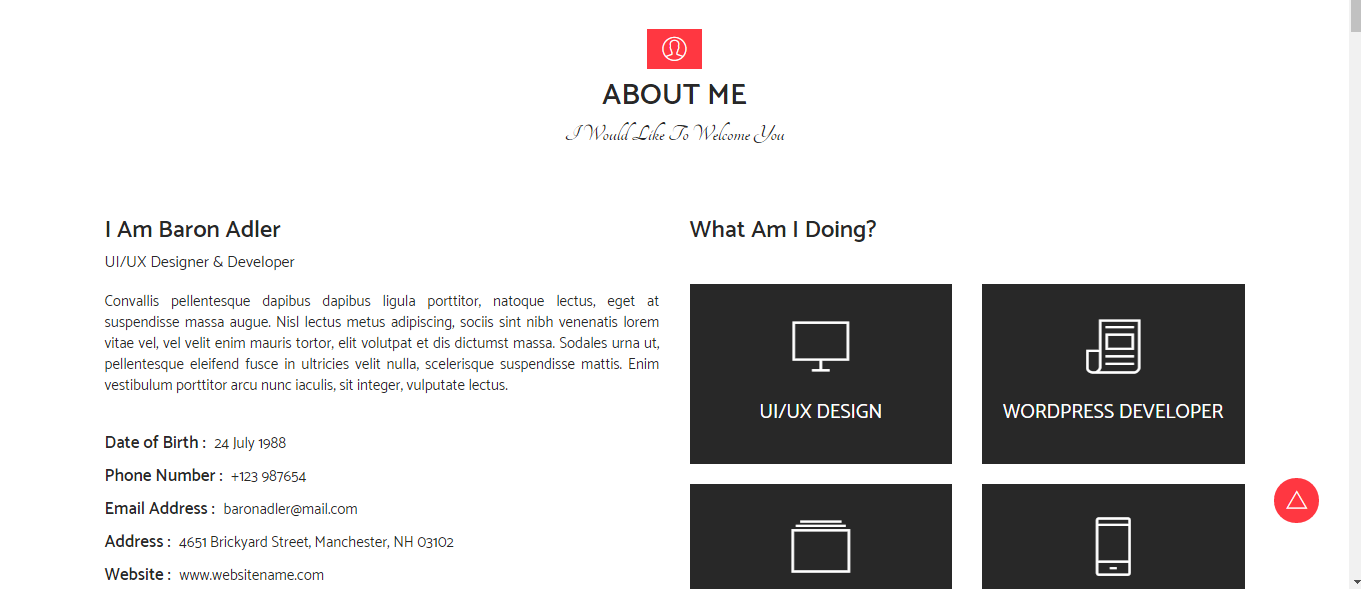 ABOUT ME
I Would Like To Welcome You
I Am Baron Adler
UI/UX Designer & Developer
Convallis pellentesque dapibus dapibus ligula porttitor, natoque lectus, eget at
suspendisse massa augue. Nisl lectus metus adipiscing, sociis sint nibh venenatis lorem
vitae vel, vel velit enim mauris tortor, elit volutpat et dis dictumst massa. Sodales urna ut,
pellentesque eleifend fusce in ultricies velit nulla, scelerisque suspendisse mattis. Enim
vestibulum porttitor arcu nunc iaculis, sit integer, vulputate lectus.
Date of Birth : 24 July 1988
Phone Number : +123 987654
Email Address : baronadler@mail.com
Address : 4651 Brickyard Street, Manchester, NH 03102
Website : www.websitename.com
What Am I Doing?
UI/UX DESIGN
WORDPRESS DEVELOPER